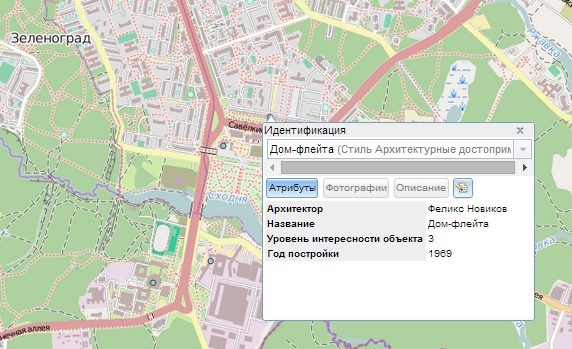 Зеленоград
ржавка
Савёлки
Идентификация
Дом-флейта (Стиль Архитектурные достоприм
Атрибуты Фотографии Описание
Сходня
Архитектор Феликс Новиков
Название Дом-флейта
Уровень интересности объекта 3
Год постройки 1969
ечная аллея